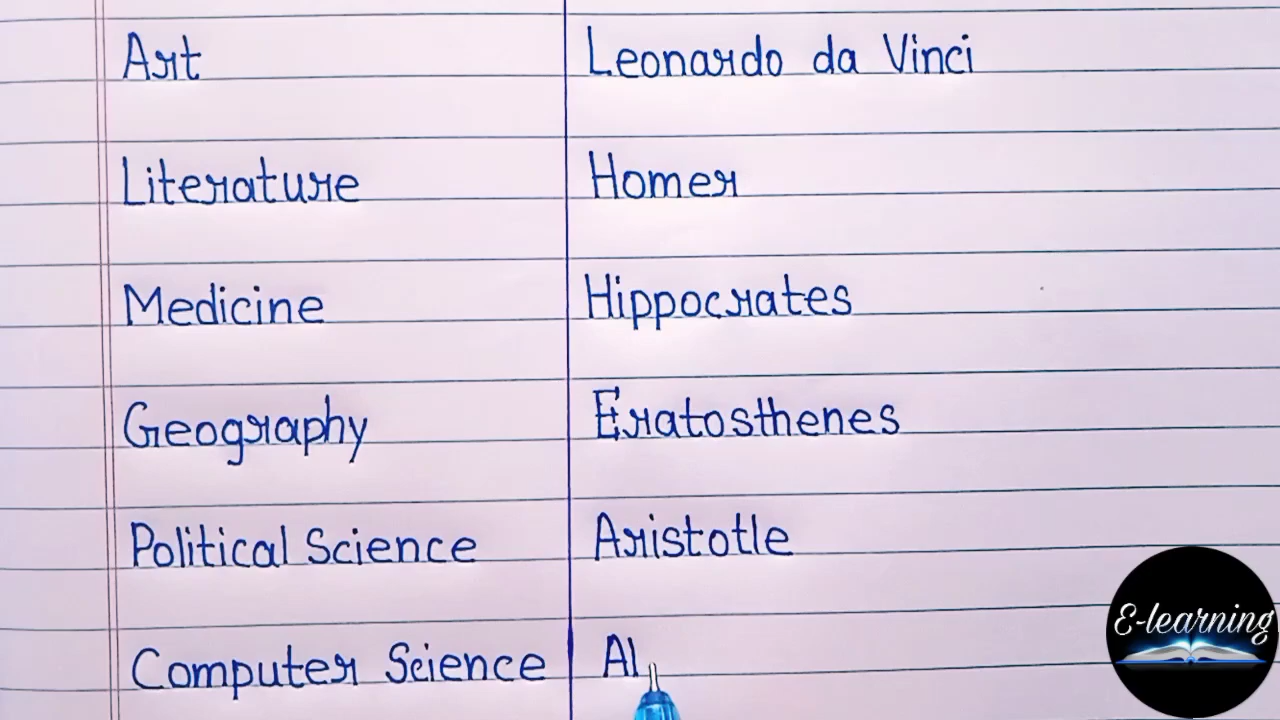 Art Leonardo da Vinci
Literature Homer
Medicine Hippocrates
Geography Eratosthenes
Political Science Aristotle
Computer Science Al
E-learning